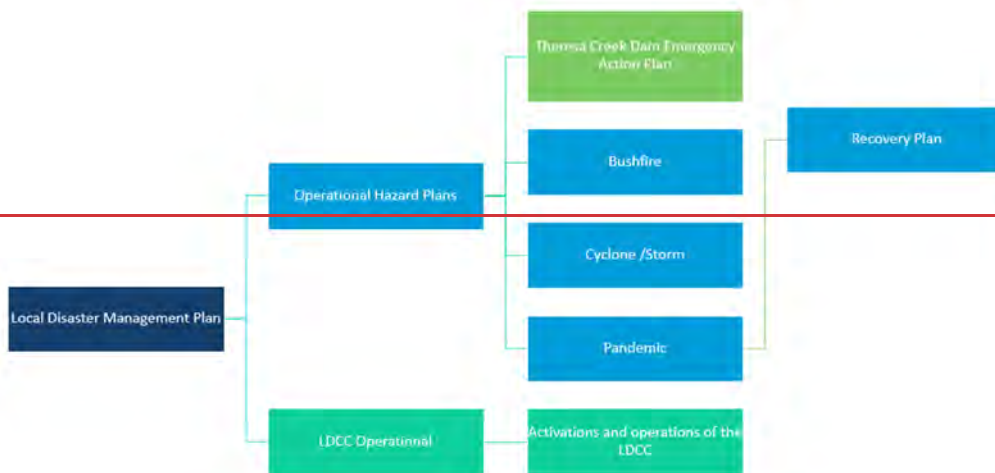 Theresa Creek Dam Emergency
Action Plan
Recovery Plan
Bushfire
Operational Hazard Plans
Cyclone /Storm
Local Disaster Management Plan
Pandemic
LDCC Operational
Activations and operations of the
LDCC